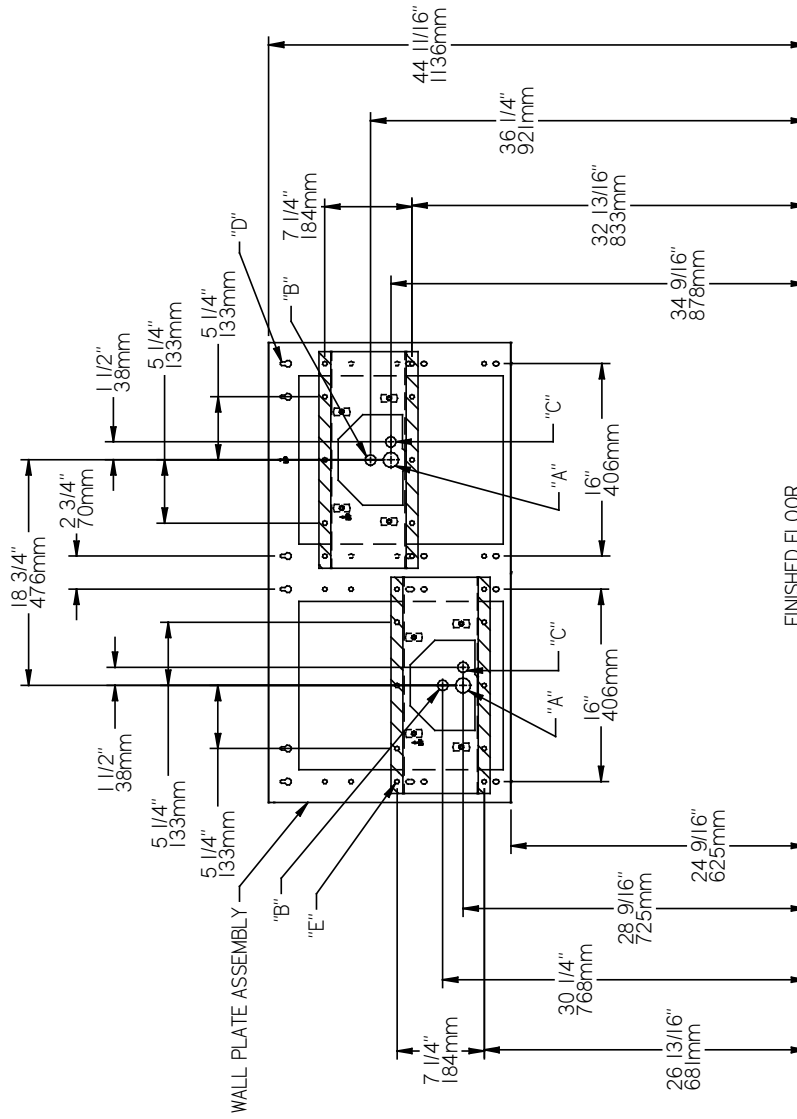 18 3/4"
476mm
2 3/4"
70mm
1 1/2"
38mm
1 1/2"
38mm
5 1/4"
133mm
5 1/4"
133mm
5 1/4"
133mm
5 1/4"
133mm
WALL PLATE ASSEMBLY
"D"
"B"
"B"
"E"
7 1/4"
184mm
44 11/16"
1136mm
36 1/4"
921mm
"C"
"A"
"C"
"A"
16"
406mm
16"
406mm
7 1/4"
184mm
32 13/16"
833mm
34 9/16"
878mm
24 9/16"
625mm
28 9/16"
725mm
30 1/4"
768mm
26 13/16"
681mm
FINISHED FLOOR